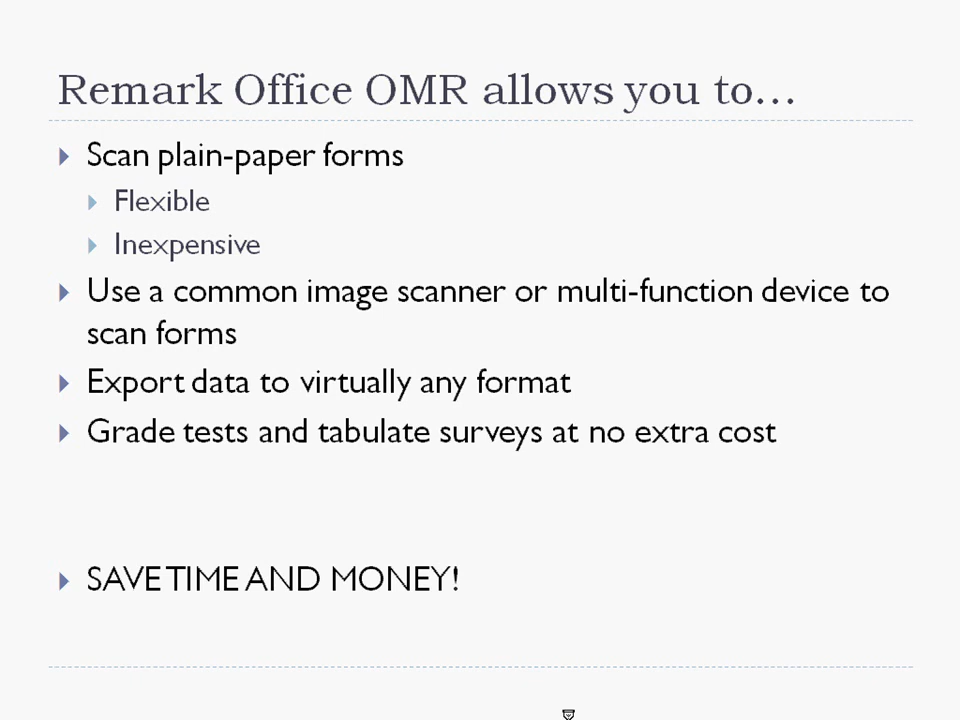 Remark Office OMR allows you to...
Scan plain-paper forms
Flexible
Inexpensive
Use a common image scanner or multi-function device to
scan forms
Export data to virtually any format
Grade tests and tabulate surveys at no extra cost
SAVE TIME AND MONEY!